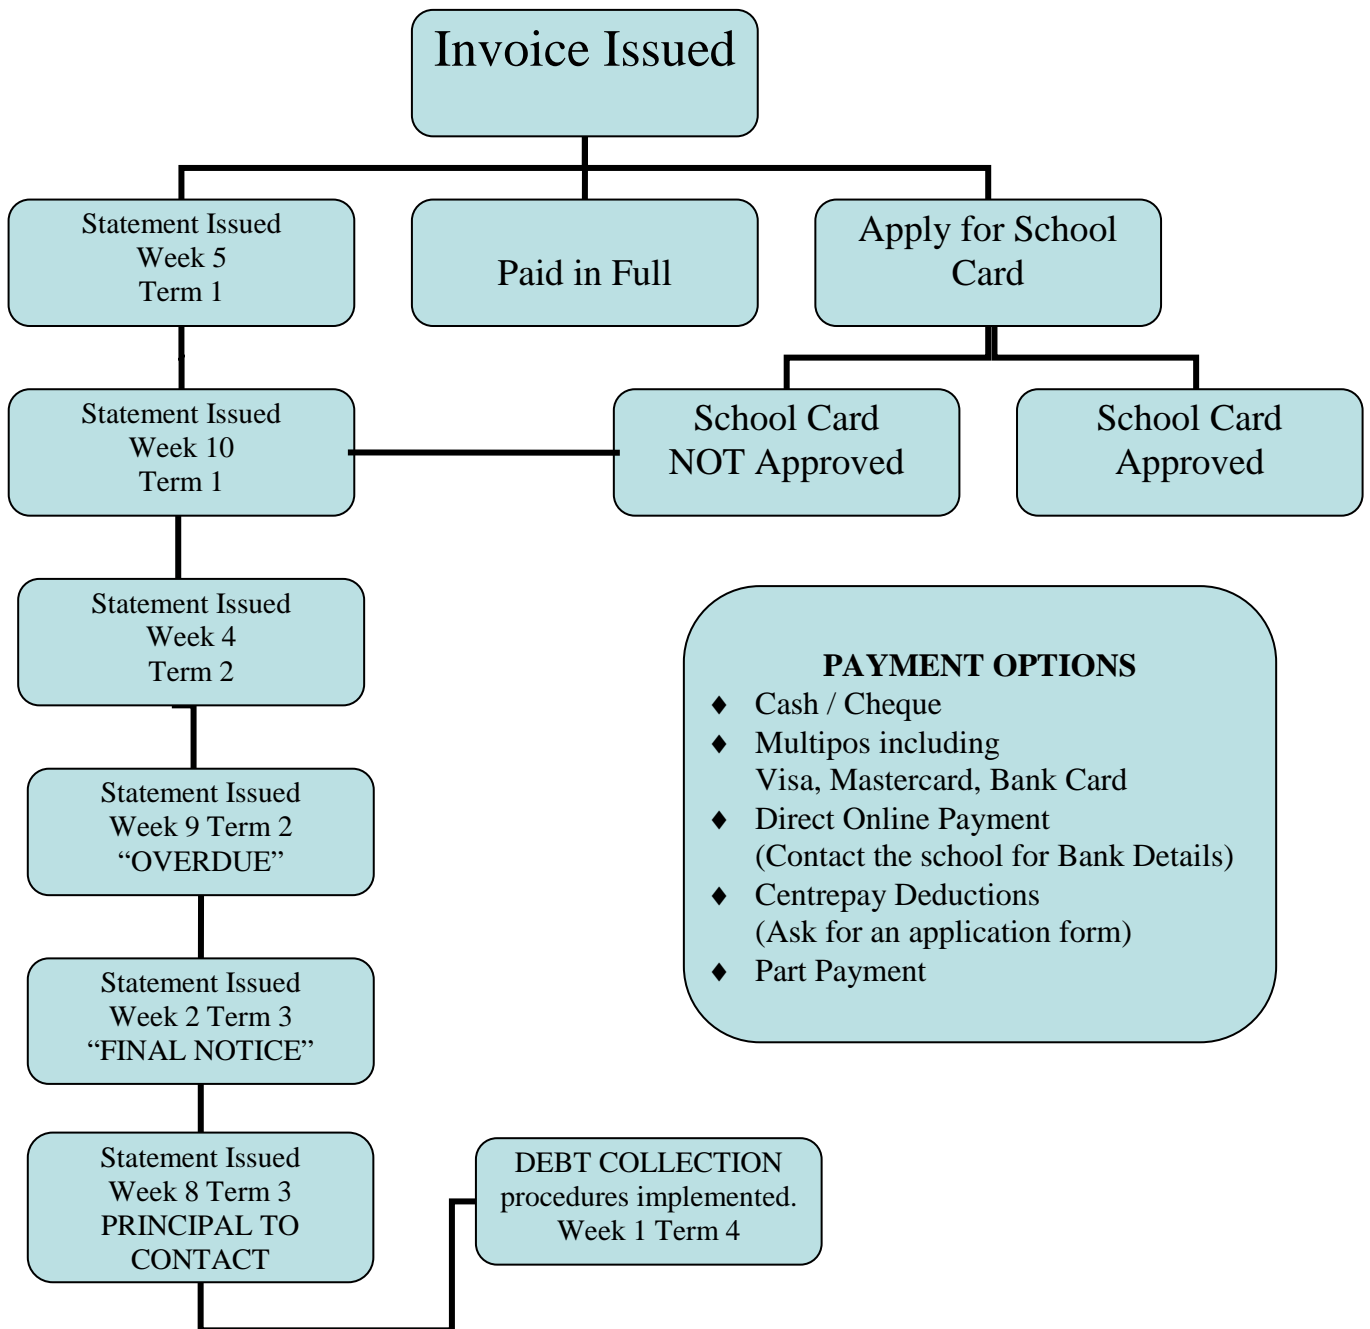 Invoice Issued
Statement Issued
Week 5
Term 1
Paid in Full
Apply for School
Card
Statement Issued
Week 10
Term 1
School Card
NOT Approved
School Card
Approved
Statement Issued
Week 4
Term 2
PAYMENT OPTIONS
♦ Cash / Cheque
♦ Multipos including
Visa, Mastercard, Bank Card
♦ Direct Online Payment
(Contact the school for Bank Details)
♦ Centrepay Deductions
(Ask for an application form)
♦ Part Payment
Statement Issued
Week 9 Term 2
“OVERDUE”
Statement Issued
Week 2 Term 3
“FINAL NOTICE”
Statement Issued
Week 8 Term 3
PRINCIPAL TO
CONTACT
DEBT COLLECTION
procedures implemented.
Week 1 Term 4